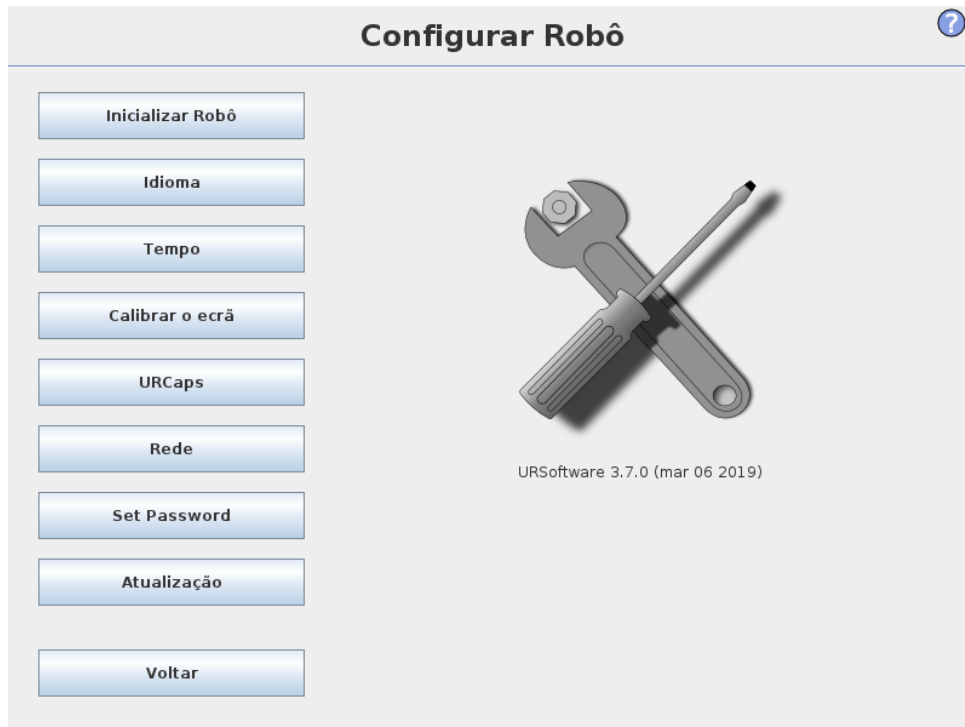 Configurar Robô
?
Inicializar Robô
Idioma
Tempo
Calibrar o ecrã
URCaps
Rede
Set Password
Atualização
Voltar
URSoftware 3.7.0 (mar 06 2019)